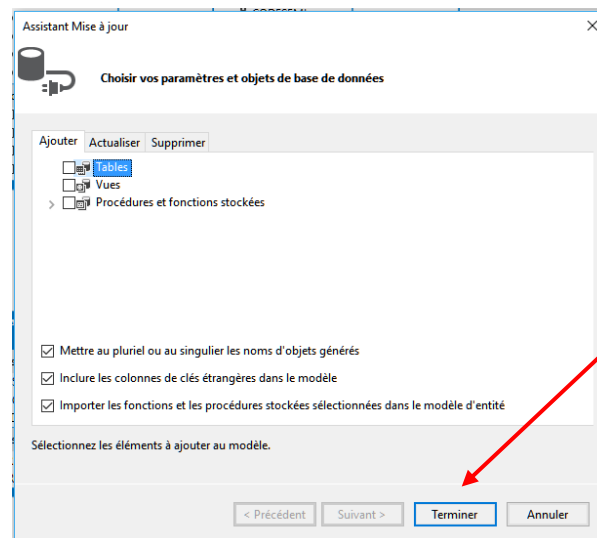 Assistant Mise à jour
Choisir vos paramètres et objets de base de données
Ajouter Actualiser Supprimer
Tables
Vues
Procédures et fonctions stockées
Mettre au pluriel ou au singulier les noms d'objets générés
Inclure les colonnes de clés étrangères dans le modèle
Importer les fonctions et les procédures stockées sélectionnées dans le modèle d'entité
Sélectionnez les éléments à ajouter au modèle.
< Précédent Suivant > Terminer Annuler